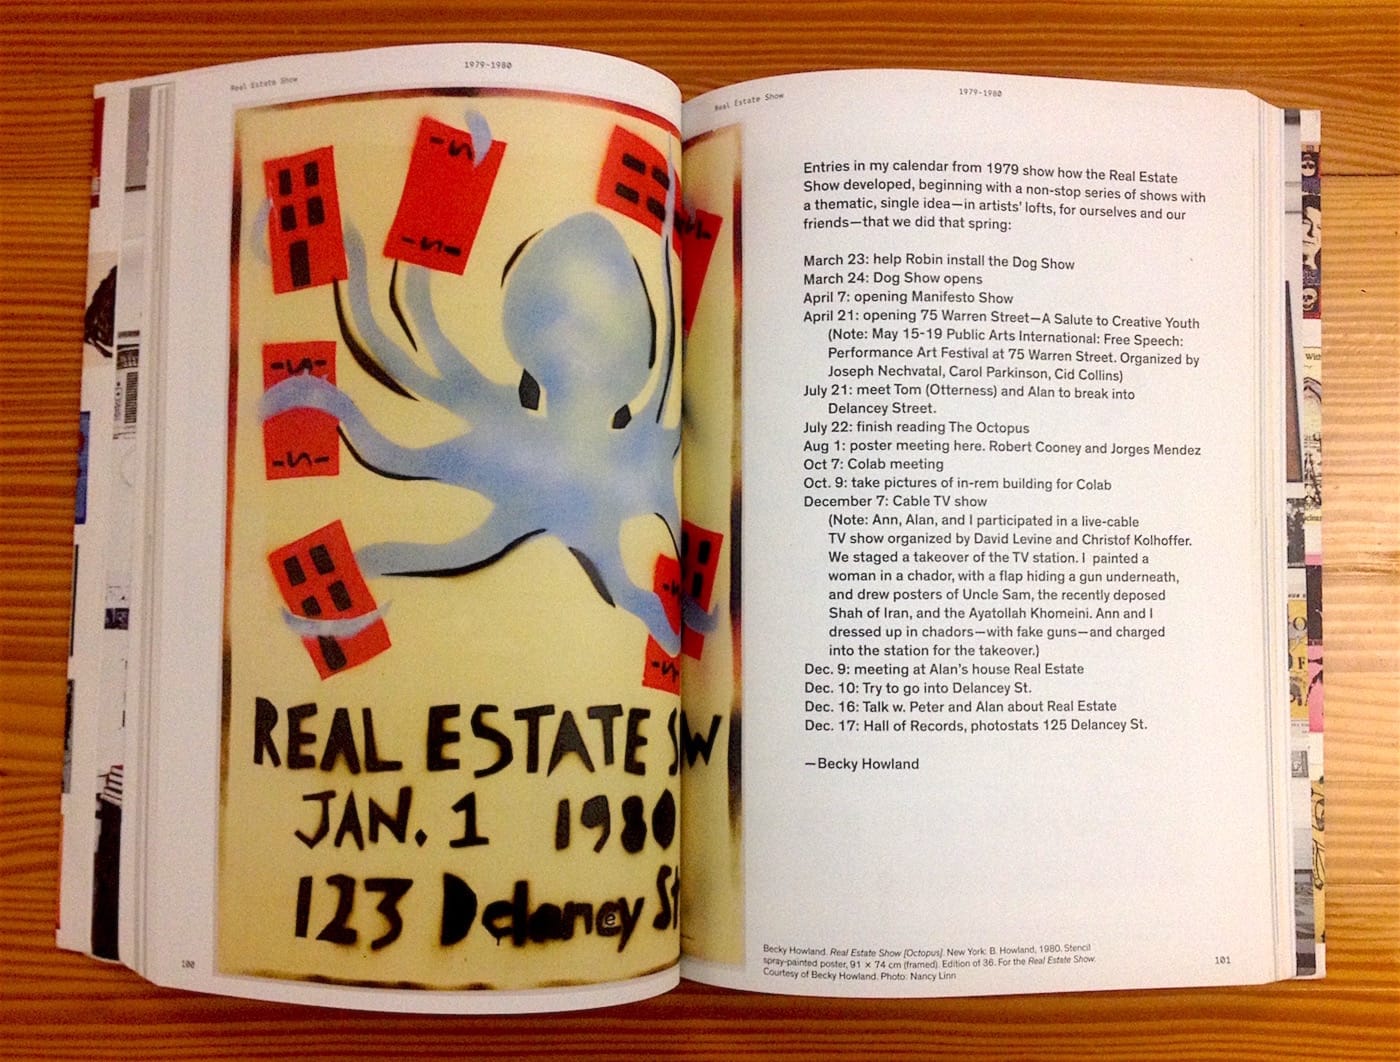 Real Estate Show
1979-1980
REAL ESTATE S W
JAN. 1 1980
123 Delancey St
100
Real Estate Show
1979-1980
Entries in my calendar from 1979 show how the Real Estate
Show developed, beginning with a non-stop series of shows with
a thematic, single idea—in artists' lofts, for ourselves and our
friends—that we did that spring:
March 23: help Robin install the Dog Show
March 24: Dog Show opens
April 7: opening Manifesto Show
April 21: opening 75 Warren Street—A Salute to Creative Youth
(Note: May 15-19 Public Arts International: Free Speech:
Performance Art Festival at 75 Warren Street. Organized by
Joseph Nechvatal, Carol Parkinson, Cid Collins)
July 21: meet Tom (Otterness) and Alan to break into
Delancey Street.
July 22: finish reading The Octopus
Aug 1: poster meeting here. Robert Cooney and Jorges Mendez
Oct 7: Colab meeting
Oct. 9: take pictures of in-rem building for Colab
December 7: Cable TV show
(Note: Ann, Alan, and I participated in a live-cable
TV show organized by David Levine and Christof Kolhoffer.
We staged a takeover of the TV station. I painted a
woman in a chador, with a flap hiding a gun underneath,
and drew posters of Uncle Sam, the recently deposed
Shah of Iran, and the Ayatollah Khomeini. Ann and I
dressed up in chadors—with fake guns—and charged
into the station for the takeover.)
Dec. 9: meeting at Alan's house Real Estate
Dec. 10: Try to go into Delancey St.
Dec. 16: Talk w. Peter and Alan about Real Estate
Dec. 17: Hall of Records, photostats 125 Delancey St.
—Becky Howland
Becky Howland. Real Estate Show [Octopus]. New York: B. Howland, 1980. Stencil
spray-painted poster, 91 × 74 cm (framed). Edition of 36. For the Real Estate Show.
Courtesy of Becky Howland. Photo: Nancy Linn
101